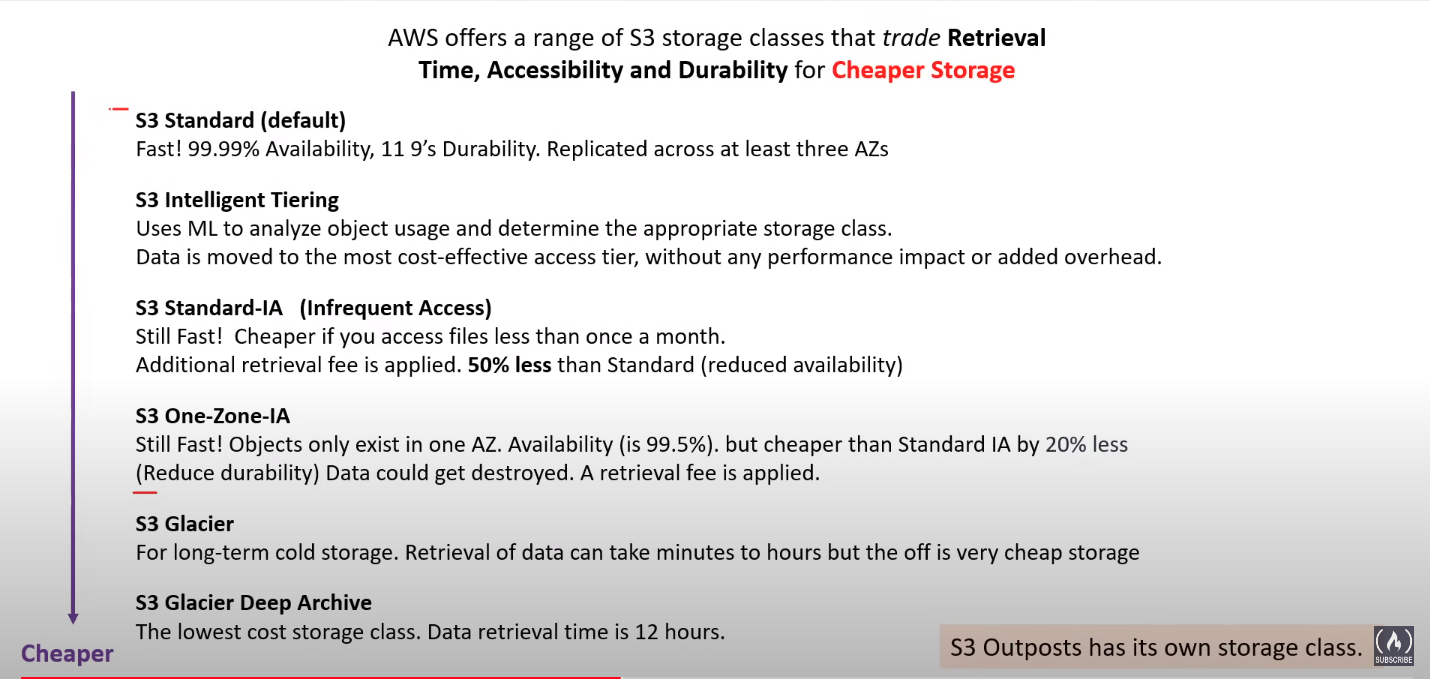 AWS offers a range of S3 storage classes that trade Retrieval
Time, Accessibility and Durability for Cheaper Storage
S3 Standard (default)
Fast! 99.99% Availability, 11 9’s Durability. Replicated across at least three AZs
S3 Intelligent Tiering
Uses ML to analyze object usage and determine the appropriate storage class.
Data is moved to the most cost-effective access tier, without any performance impact or added overhead.
S3 Standard-IA (Infrequent Access)
Still Fast! Cheaper if you access files less than once a month.
Additional retrieval fee is applied. 50% less than Standard (reduced availability)
S3 One-Zone-IA
Still Fast! Objects only exist in one AZ. Availability (is 99.5%). but cheaper than Standard IA by 20% less
(Reduce durability) Data could get destroyed. A retrieval fee is applied.
S3 Glacier
For long-term cold storage. Retrieval of data can take minutes to hours but the off is very cheap storage
S3 Glacier Deep Archive
The lowest cost storage class. Data retrieval time is 12 hours.
Cheaper
S3 Outposts has its own storage class.
SUBSCRIBE